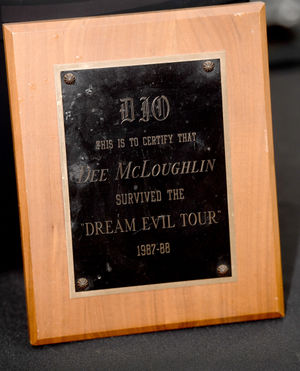 DIO
THIS IS TO CERTIFY THAT
DEE MCLOUGHLIN
SURVIVED THE
"DREAM EVIL TOUR"
1987-88